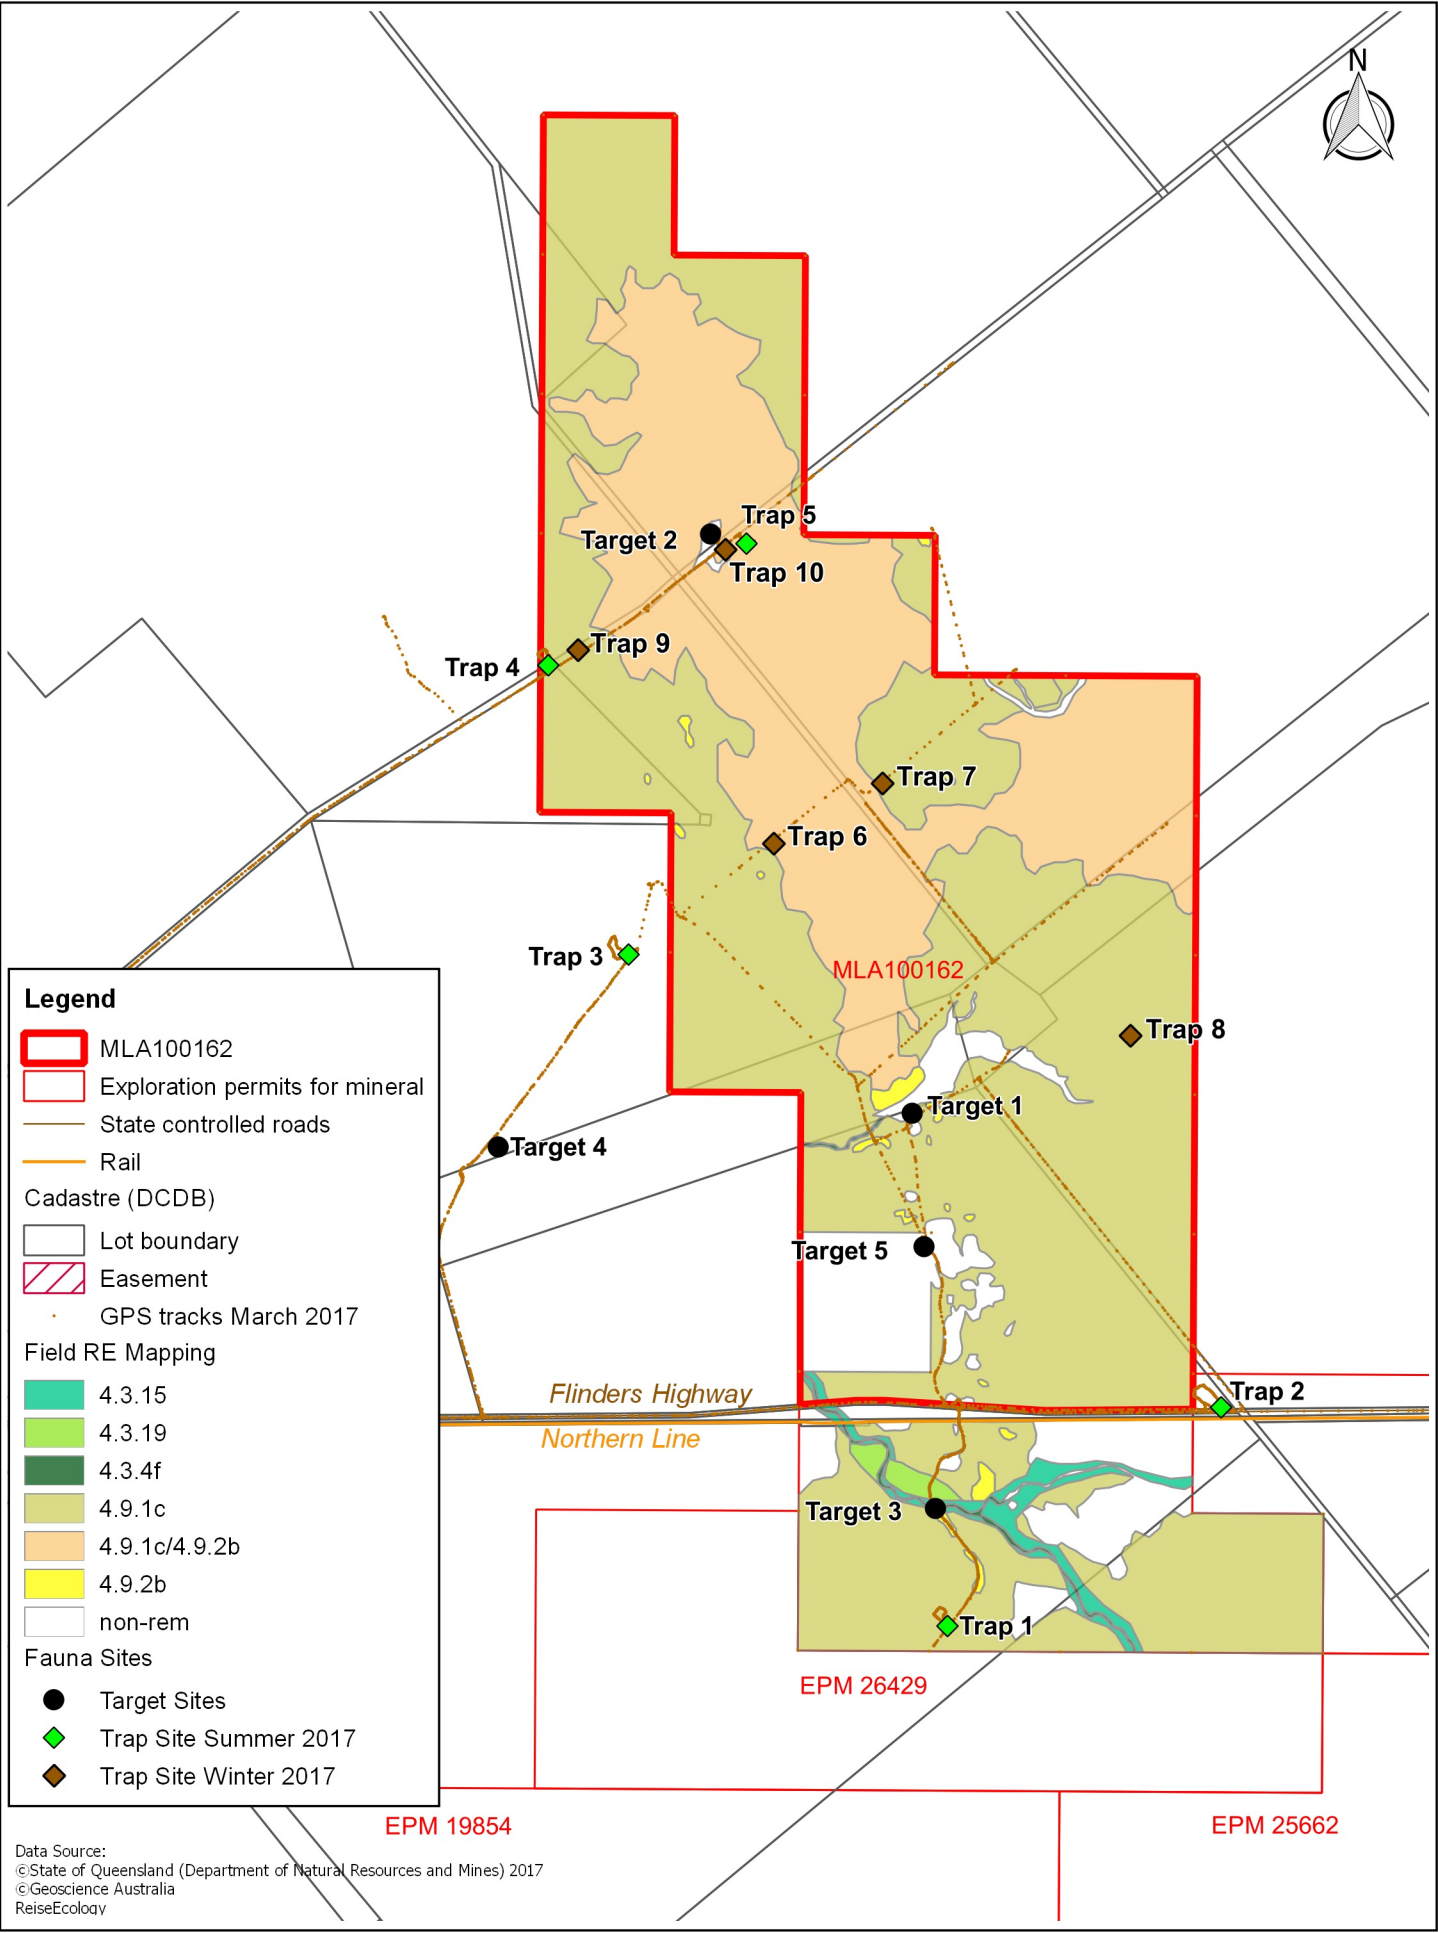 N
Trap 5
Target 2
Trap 10
Trap 9
Trap 4
Trap 7
Trap 6
Trap 3
MLA100162
Trap 8
Target 1
Target 4
Target 5
Flinders Highway
Trap 2
Northern Line
Target 3
Trap 1
EPM 26429
EPM 19854
EPM 25662
Legend
MLA100162
Exploration permits for mineral
State controlled roads
Rail
Cadastre (DCDB)
Lot boundary
Easement
GPS tracks March 2017
Field RE Mapping
4.3.15
4.3.19
4.3.4f
4.9.1c
4.9.1c/4.9.2b
4.9.2b
non-rem
Fauna Sites
Target Sites
Trap Site Summer 2017
Trap Site Winter 2017
Data Source:
©State of Queensland (Department of Natural Resources and Mines) 2017
©Geoscience Australia
ReiseEcology